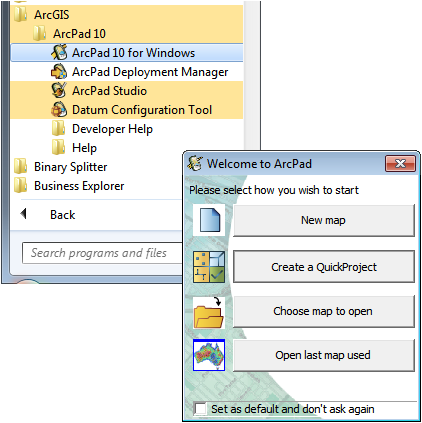 ArcGIS
ArcPad 10
ArcPad 10 for Windows
ArcPad Deployment Manager
ArcPad Studio
Datum Configuration Tool
Developer Help
Help
Binary Splitter
Business Explorer
Back
Search programs and files
Welcome to ArcPad
Please select how you wish to start
New map
Create a QuickProject
Choose map to open
Open last map used
Set as default and don't ask again